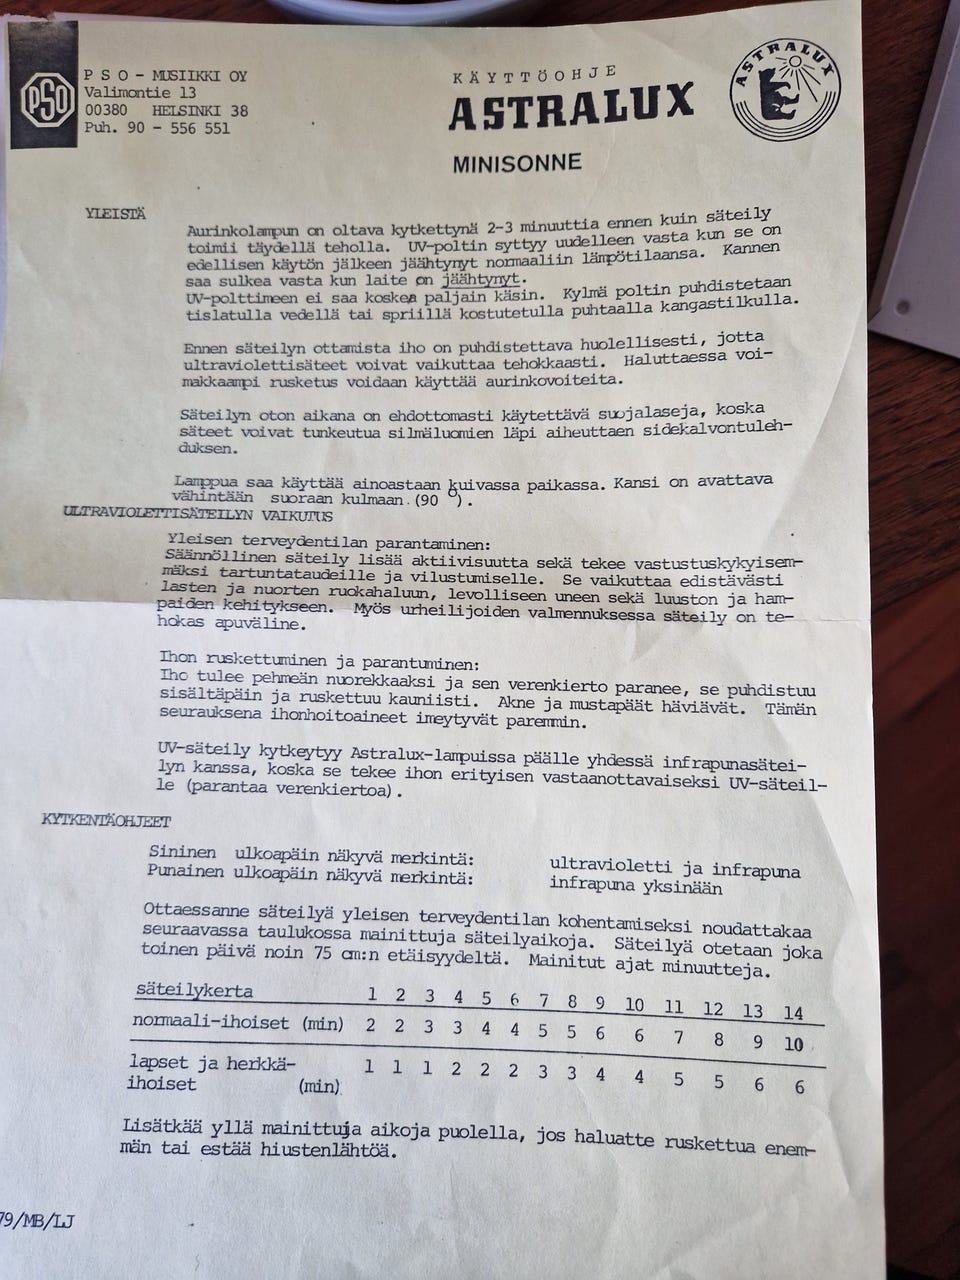 PSO
P S O - MUSIIKKI OY
Valimontie 13
00380 HELSINKI 38
Puh. 90 - 556 551
KÄYTTÖOHJE
ASTRALUX
MINISONNE
ASTRALUX
YLEISTÄ
Aurinkolampun on oltava kytkettynä 2-3 minuuttia ennen kuin säteily
toimii täydellä teholla. UV-poltin syttyy uudelleen vasta kun se on
edellisen käytön jälkeen jäähtynyt normaaliin lämpötilaansa. Kannen
saa sulkea vasta kun laite on jäähtynyt.
UV-polttimeen ei saa koskea paljain käsin. Kylmä poltin puhdistetaan
tislatulla vedellä tai spriillä kostutetulla puhtaalla kangastilkulla.
Ennen säteilyn ottamista iho on puhdistettava huolellisesti, jotta
ultraviolettisäteet voivat vaikuttaa tehokkaasti. Haluttaessa voi-
makkaampi rusketus voidaan käyttää aurinkovoiteita.
Säteilyn oton aikana on ehdottomasti käytettävä suojalaseja, koska
säteet voivat tunkeutua silmäluomien läpi aiheuttaen sidekalvontuleh-
duksen.
Lamppua saa käyttää ainoastaan kuivassa paikassa. Kansi on avattava
vähintään suoraan kulmaan (90 °).
ULTRAVIOLETTISÄTEILYN VAIKUTUS
Yleisen terveydentilan parantaminen:
Säännöllinen säteily lisää aktiivisuutta sekä tekee vastustuskykyisem-
mäksi tartuntataudeille ja vilustumiselle. Se vaikuttaa edistävästi
lasten ja nuorten ruokahaluun, levolliseen uneen sekä luuston ja ham-
paiden kehitykseen. Myös urheilijoiden valmennuksessa säteily on te-
hokas apuväline.
Ihon ruskettuminen ja parantuminen:
Iho tulee pehmeän nuorekkaaksi ja sen verenkierto paranee, se puhdistuu
sisältäpäin ja ruskettuu kauniisti. Akne ja mustapäät häviävät. Tämän
seurauksena ihonhoitoaineet imeytyvät paremmin.
UV-säteily kytkeytyy Astralux-lampuissa päälle yhdessä infrapunasätei-
lyn kanssa, koska se tekee ihon erityisen vastaanottavaiseksi UV-säteil-
le (parantaa verenkiertoa).
KYTKENTÄOHJEET
Sininen ulkoapäin näkyvä merkintä: ultravioletti ja infrapuna
Punainen ulkoapäin näkyvä merkintä: infrapuna yksinään
Ottaessanne säteilyä yleisen terveydentilan kohentamiseksi noudattakaa
seuraavassa taulukossa mainittuja säteilyaikoja. Säteilyä otetaan joka
toinen päivä noin 75 cm:n etäisyydeltä. Mainitut ajat minuutteja.
säteilykerta 1 2 3 4 5 6 7 8 9 10 11 12 13 14
normaali-ihoiset (min) 2 2 3 3 4 4 5 5 6 6 7 8 9 10
lapset ja herkkä-
ihoiset (min) 1 1 1 2 2 2 3 3 4 4 5 5 6 6
Lisätkää yllä mainittuja aikoja puolella, jos haluatte ruskettua enem-
män tai estää hiustenlähtöä.
79/MB/LJ